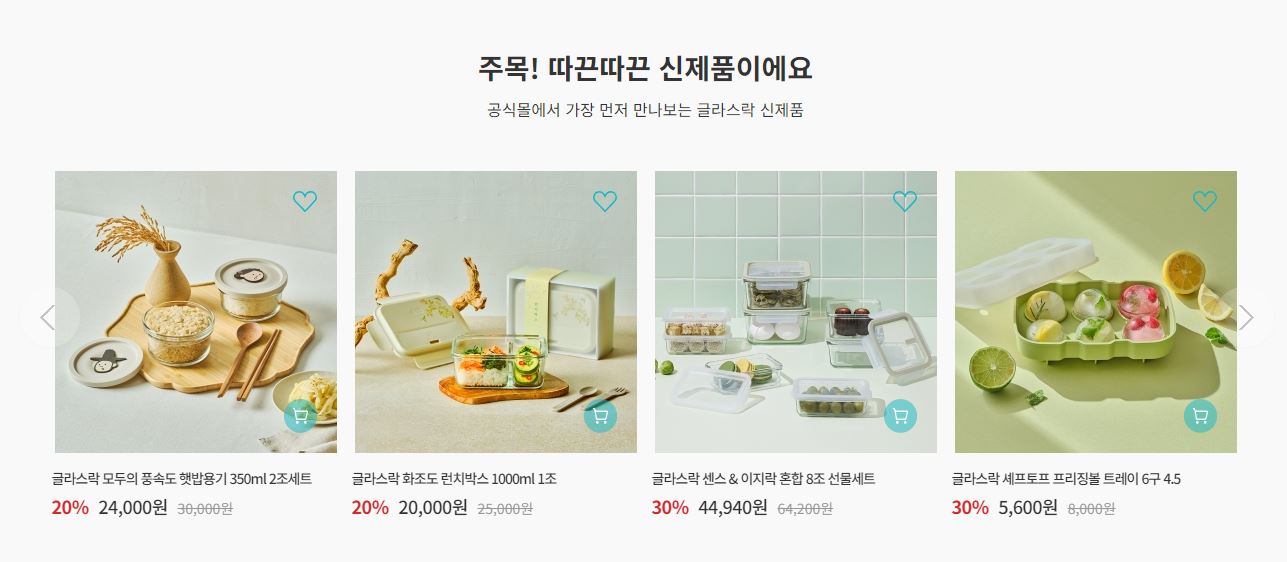 주목! 따끈따끈 신제품이에요
공식몰에서 가장 먼저 만나보는 글라스락 신제품
글라스락 모두의 풍속도 햇밥용기 350ml 2조세트
20% 24,000원 30,000원
글라스락 화조도 런치박스 1000ml 1조
20% 20,000원 25,000원
글라스락 센스 & 이지락 혼합 8조 선물세트
30% 44,940원 64,200원
글라스락 셰프토프 프리징볼 트레이 6구 4.5
30% 5,600원 8,000원